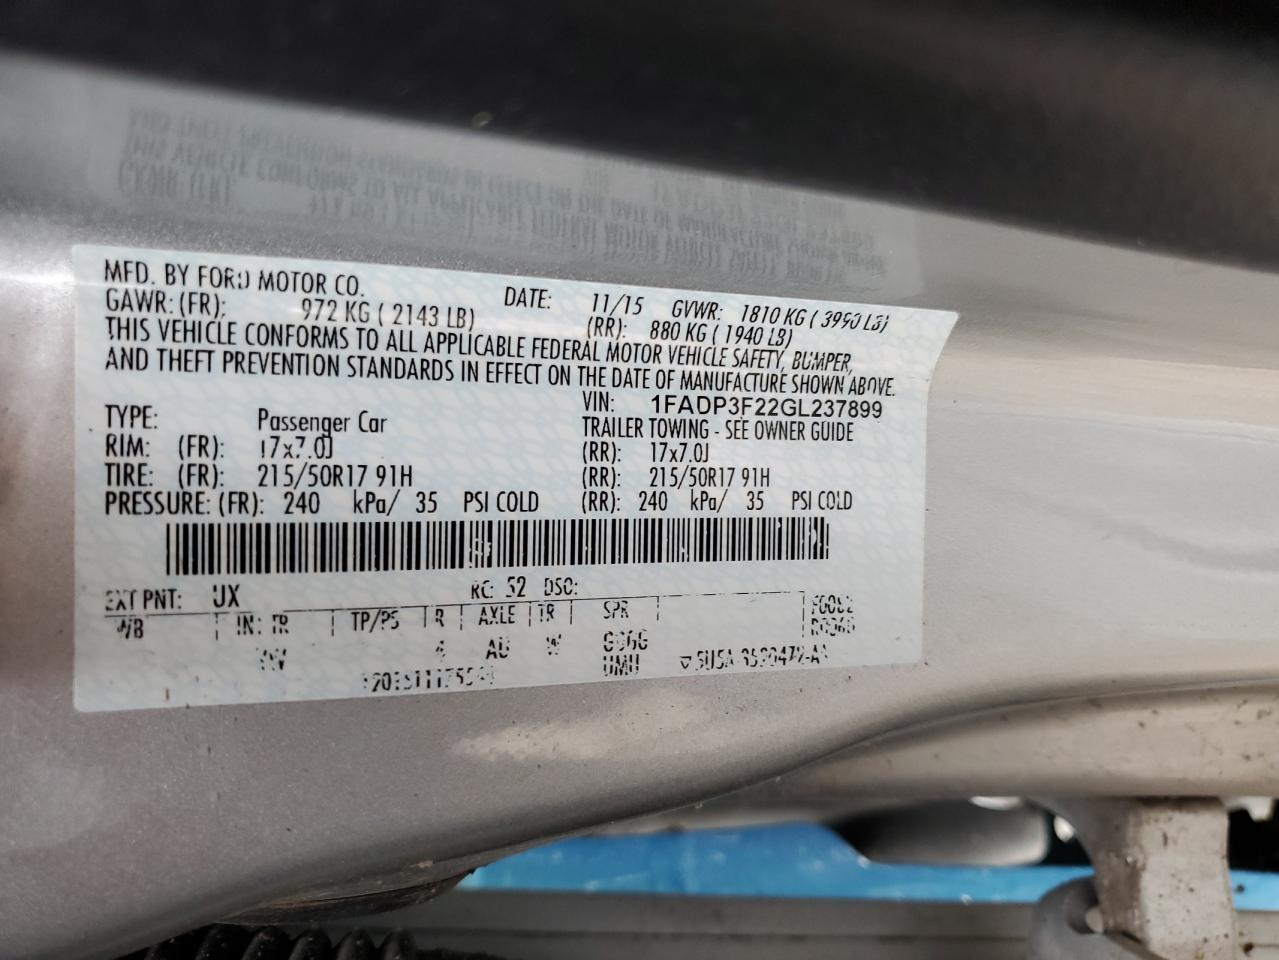 MFD. BY FORD MOTOR CO. DATE: 11/15 GVWR: 1810 KG ( 3990 LB)
GAWR: (FR): 972 KG ( 2143 LB) (RR): 880 KG ( 1940 LB)
THIS VEHICLE CONFORMS TO ALL APPLICABLE FEDERAL MOTOR VEHICLE SAFETY, BUMPER,
AND THEFT PREVENTION STANDARDS IN EFFECT ON THE DATE OF MANUFACTURE SHOWN ABOVE.
VIN: 1FADP3F22GL237899
TYPE: Passenger Car TRAILER TOWING - SEE OWNER GUIDE
RIM: (FR): 17x7.0J (RR): 17x7.0J
TIRE: (FR): 215/50R17 91H (RR): 215/50R17 91H
PRESSURE: (FR): 240 kPa/ 35 PSI COLD (RR): 240 kPa/ 35 PSI COLD
EXT PNT: UX RC: 52 DSO:
WB IN: TR TP/PS R AXLE TR SPR
4 AU W
UMU